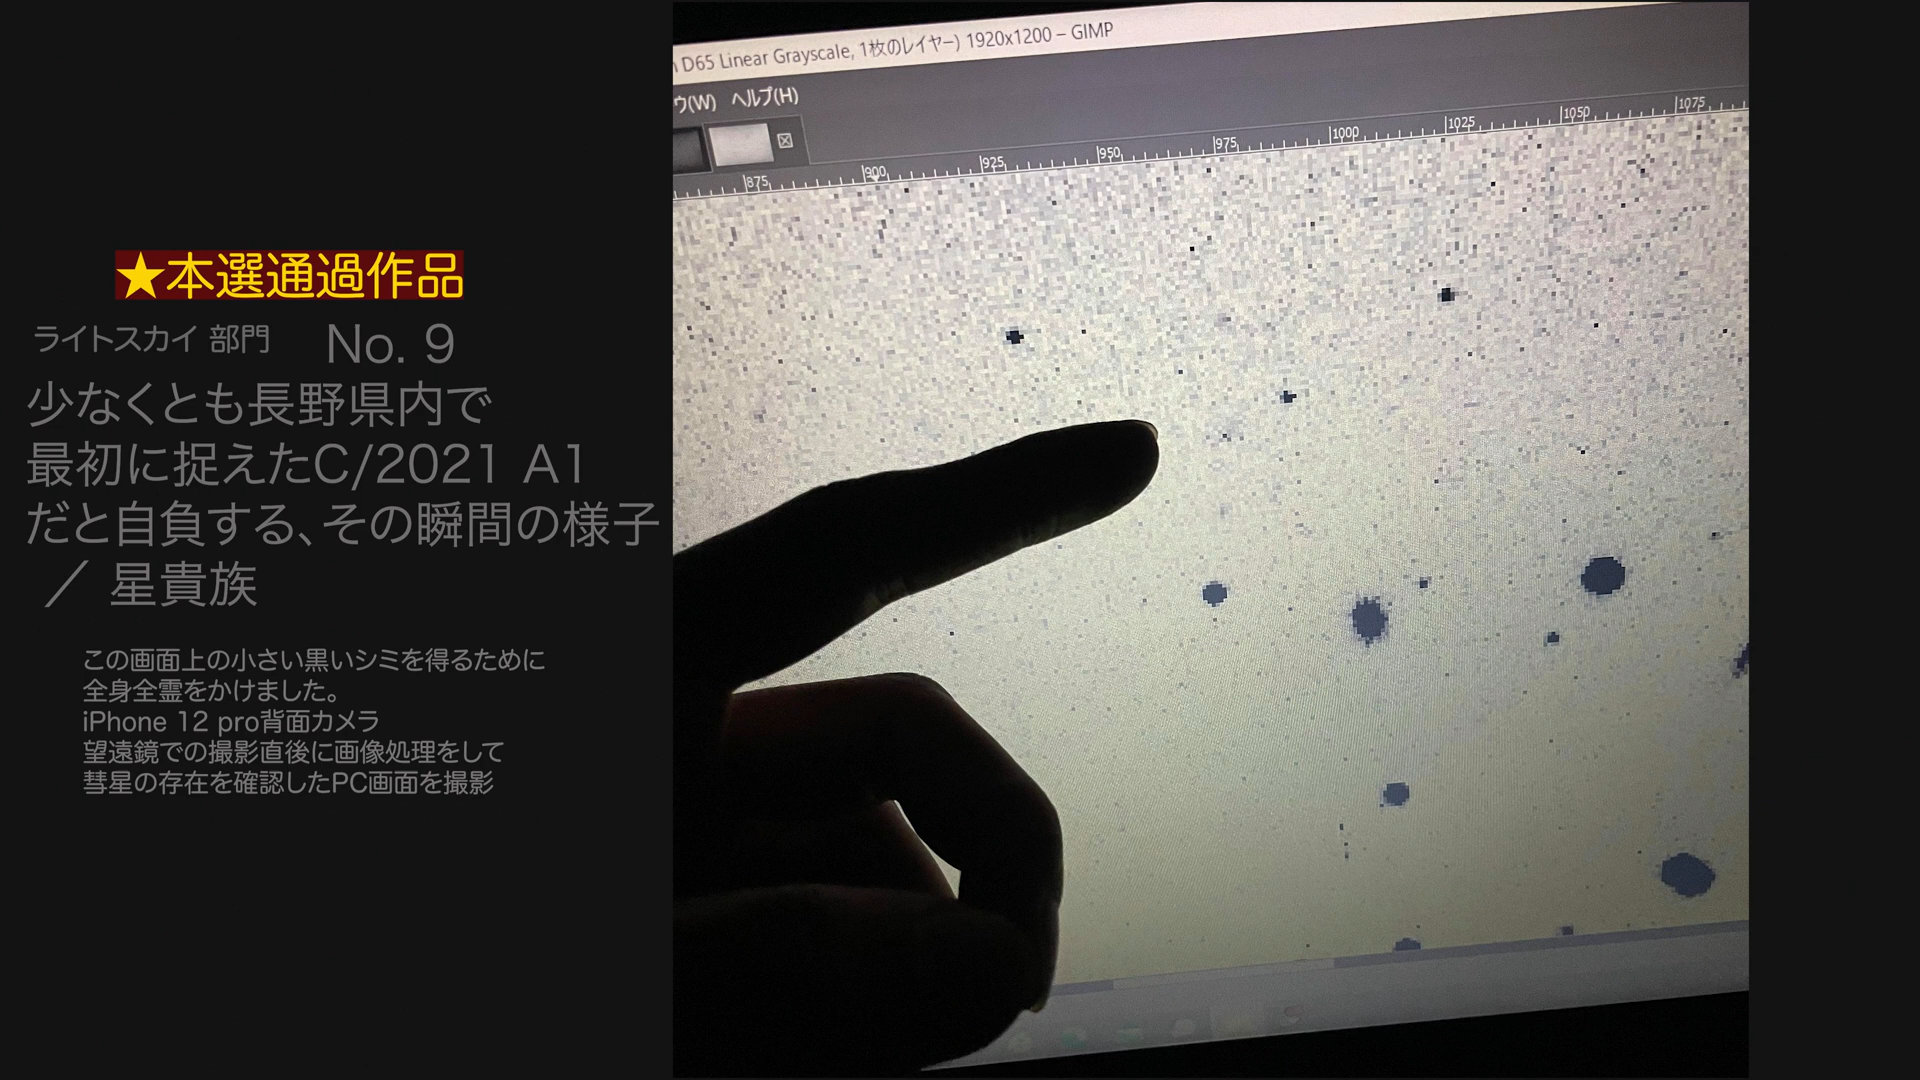 ★本選通過作品
ライトスカイ 部門 No. 9
少なくとも長野県内で
最初に捉えたC/2021 A1
だと自負する、その瞬間の様子
／ 星貴族
この画面上の小さい黒いシミを得るために
全身全霊をかけました。
iPhone 12 pro背面カメラ
望遠鏡での撮影直後に画像処理をして
彗星の存在を確認したPC画面を撮影
D65 Linear Grayscale, 1枚のレイヤー) 1920x1200 – GIMP
ウ(W) ヘルプ(H)
875 900 925 950 975 1000 1025 1050 1075